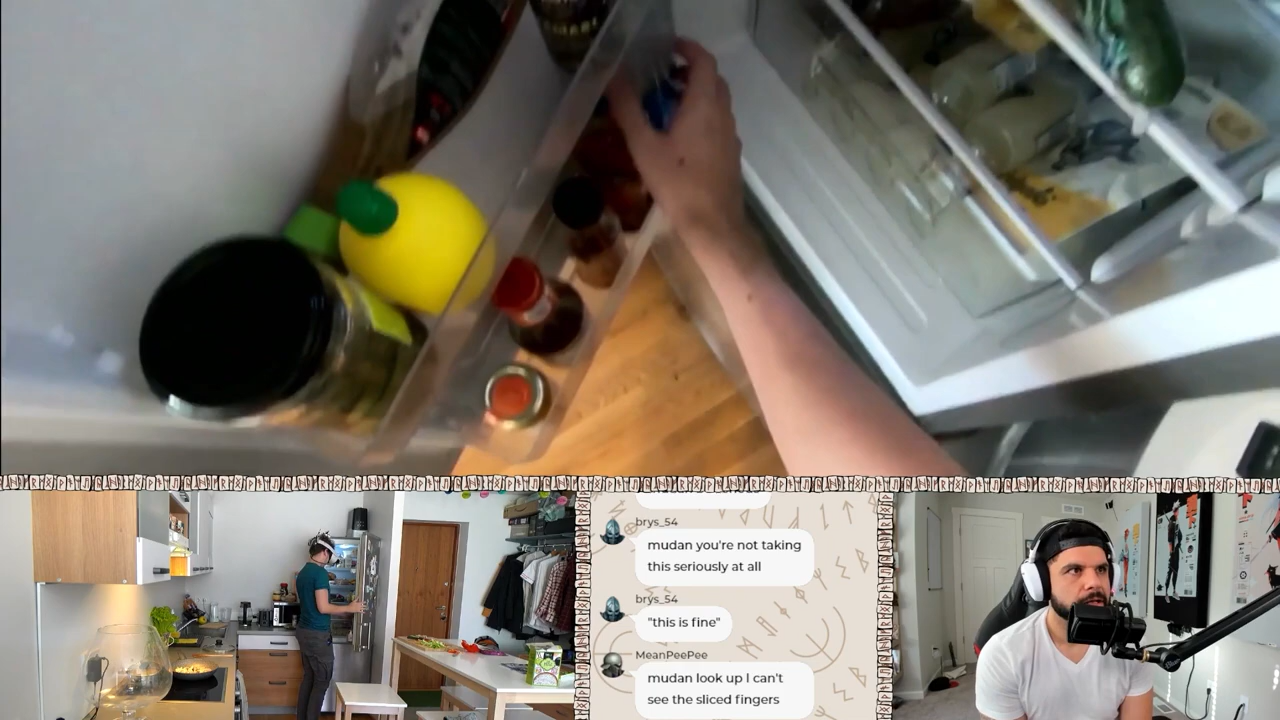 brys_54
mudan you're not taking
this seriously at all
brys_54
"this is fine"
MeanPeePee
mudan look up I can't
see the sliced fingers